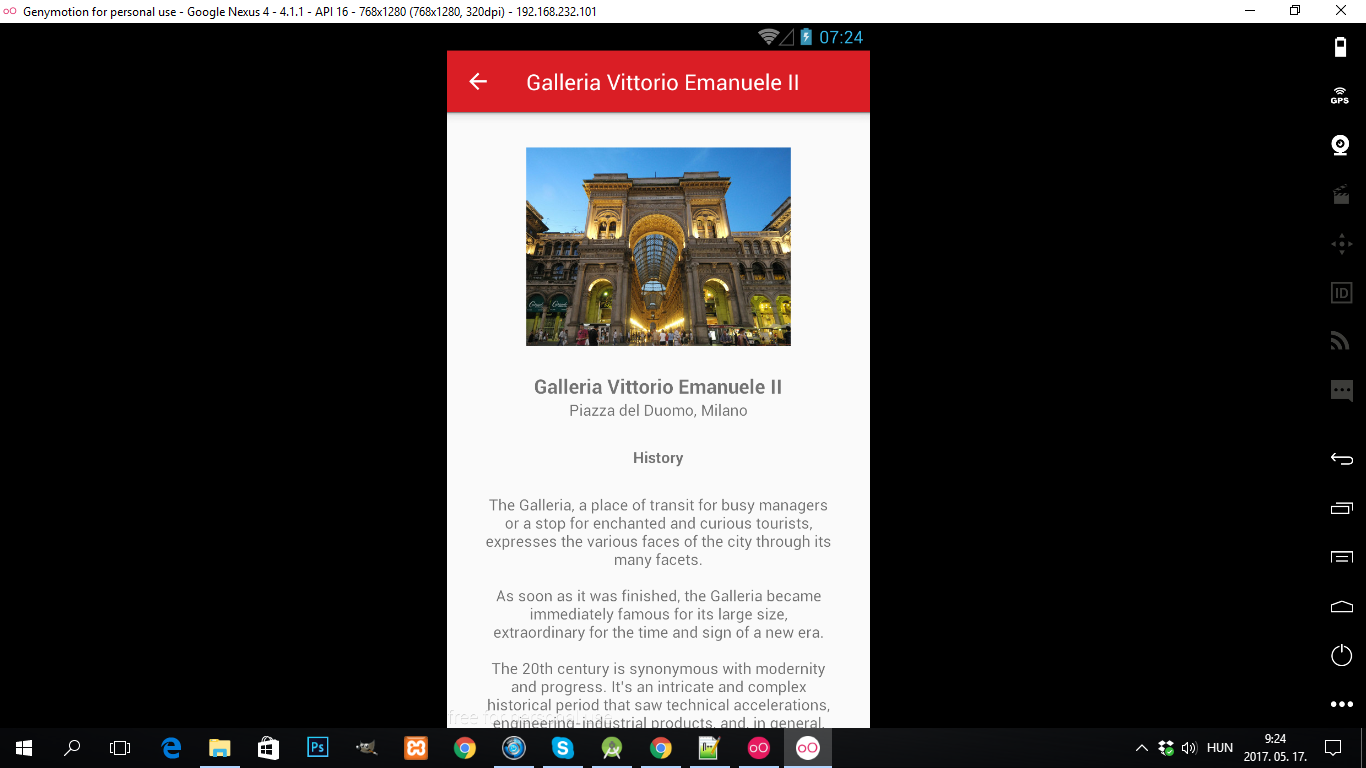 Genymotion for personal use - Google Nexus 4 - 4.1.1 - API 16 - 768x1280 (768x1280, 320dpi) - 192.168.232.101
07:24
Galleria Vittorio Emanuele II
GPS
ID
Galleria Vittorio Emanuele II
Piazza del Duomo, Milano
History
The Galleria, a place of transit for busy managers
or a stop for enchanted and curious tourists,
expresses the various faces of the city through its
many facets.
As soon as it was finished, the Galleria became
immediately famous for its large size,
extraordinary for the time and sign of a new era.
The 20th century is synonymous with modernity
and progress. It's an intricate and complex
historical period that saw technical accelerations,
engineering-industrial products, and, in general,
free for personal use
Ps
HUN
9:24
2017. 05. 17.